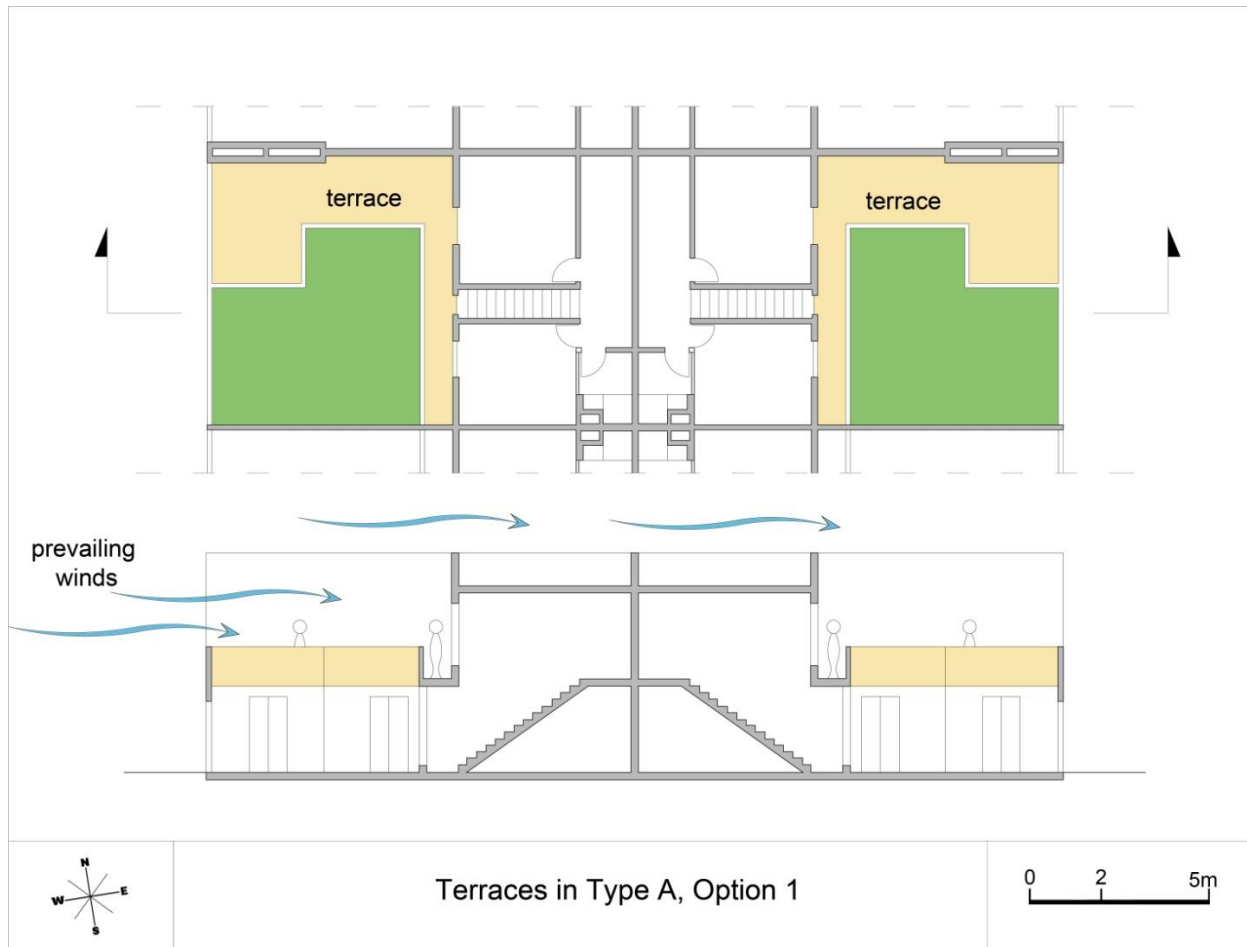 terrace
terrace
prevailing
winds
N
W E
S
Terraces in Type A, Option 1
0 2 5m